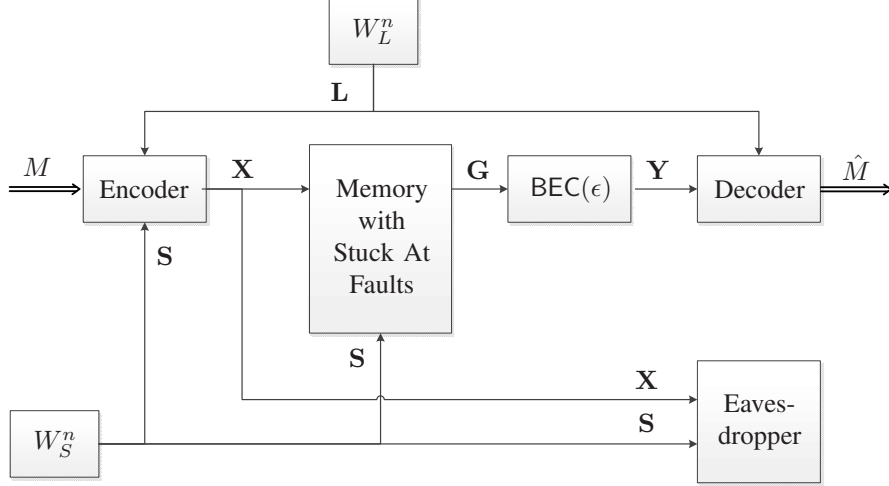 W_L^n
L
M
Encoder
X
Memory
with
Stuck At
Faults
G
BEC(ϵ)
Y
Decoder
M̂
S
S
X
Eaves-
dropper
S
W_S^n